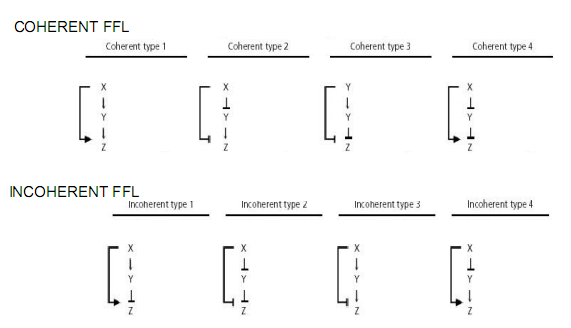 COHERENT FFL
Coherent type 1 Coherent type 2 Coherent type 3 Coherent type 4
X X Y X
Y Y Y Y
Z Z Z Z
INCOHERENT FFL
Incoherent type 1 Incoherent type 2 Incoherent type 3 Incoherent type 4
X X X X
Y Y Y Y
Z Z Z Z